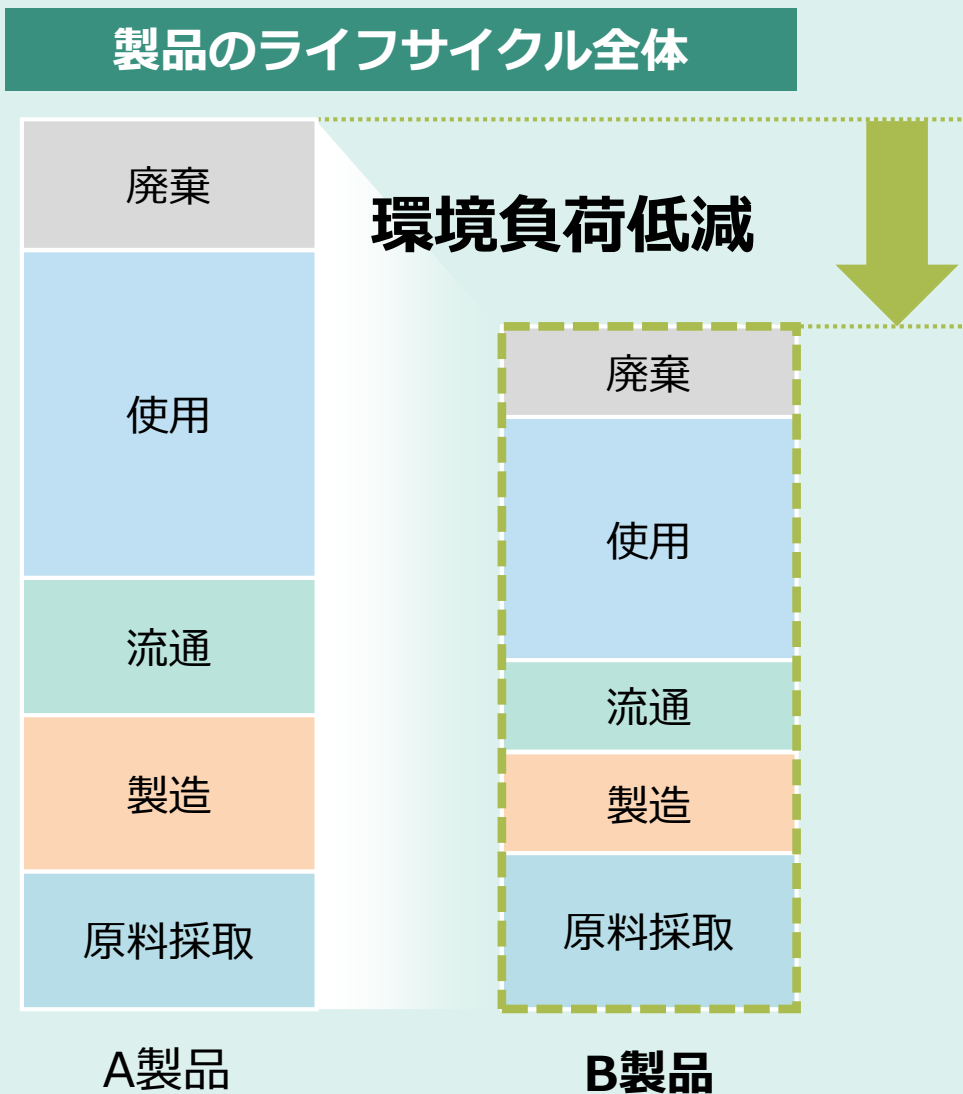 製品のライフサイクル全体
環境負荷低減
廃棄
使用
流通
製造
原料採取
A製品
廃棄
使用
流通
製造
原料採取
B製品